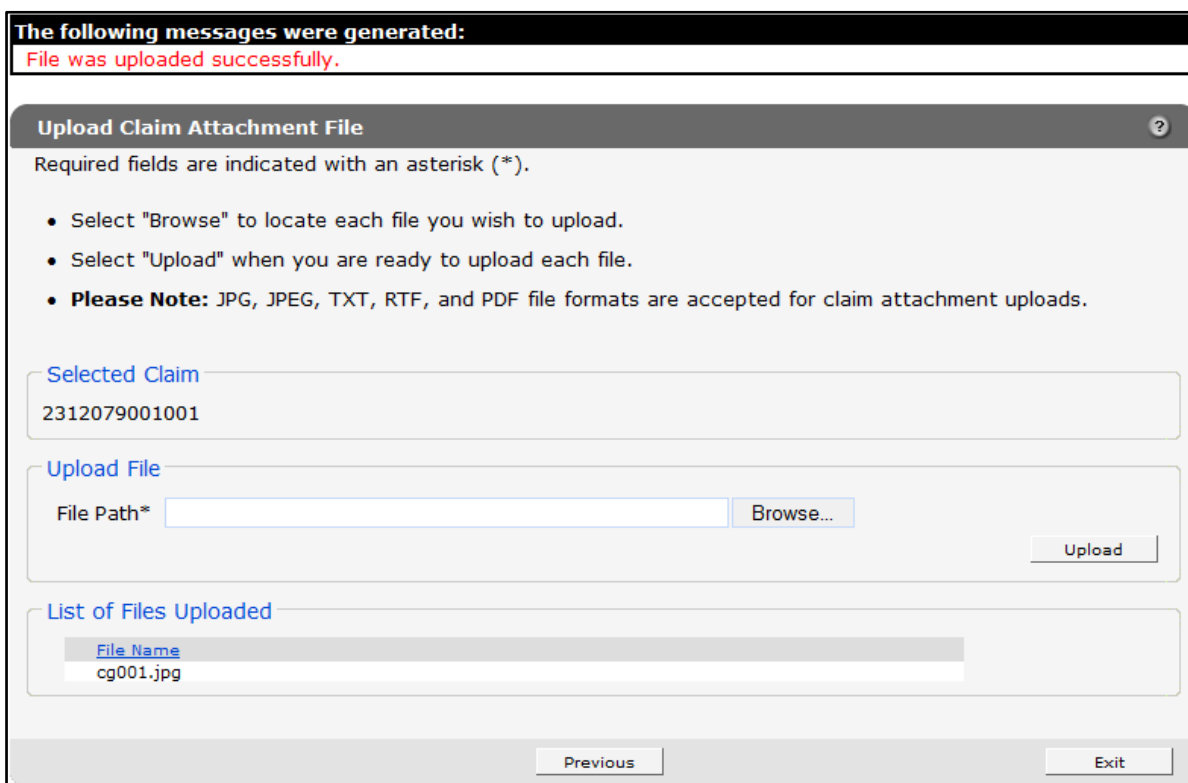 The following messages were generated:
File was uploaded successfully.
Upload Claim Attachment File
?
Required fields are indicated with an asterisk (*).
• Select "Browse" to locate each file you wish to upload.
• Select "Upload" when you are ready to upload each file.
• Please Note: JPG, JPEG, TXT, RTF, and PDF file formats are accepted for claim attachment uploads.
Selected Claim
2312079001001
Upload File
File Path* Browse...
Upload
List of Files Uploaded
File Name
cg001.jpg
Previous Exit